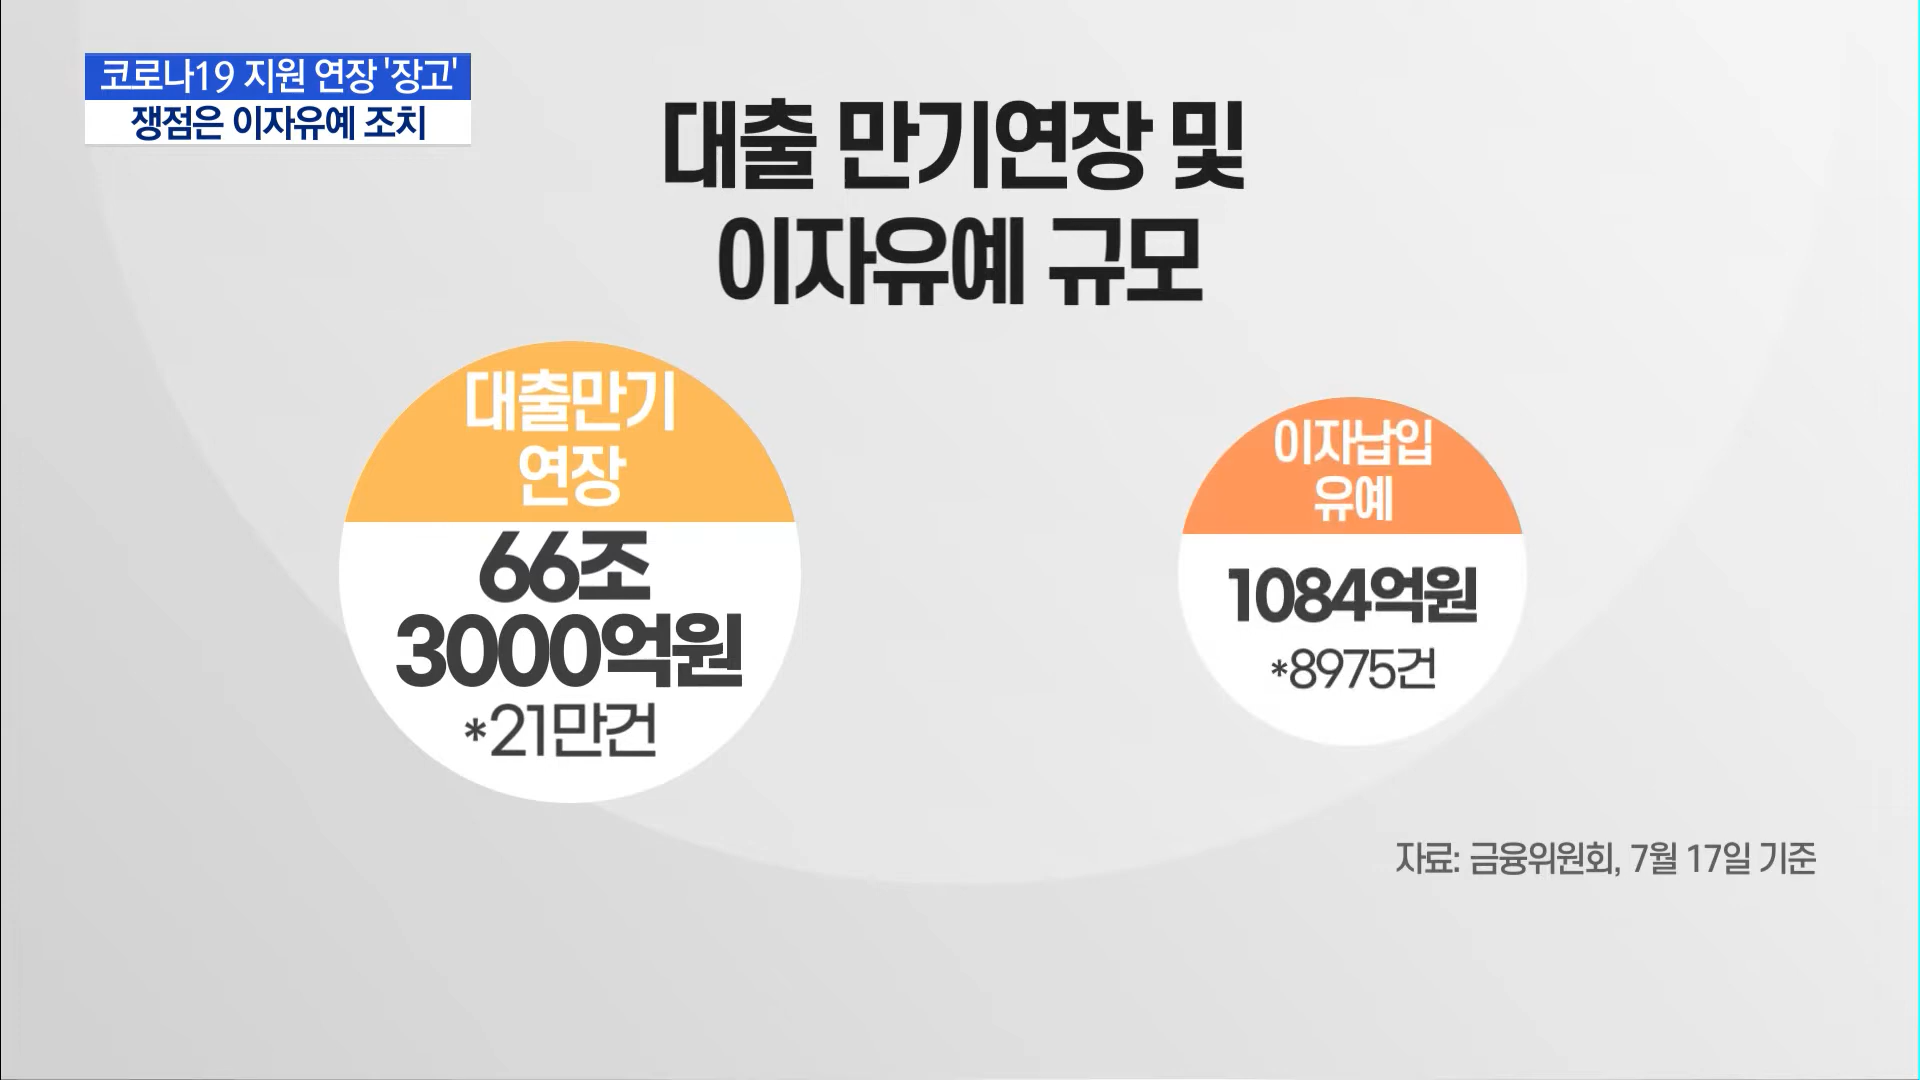 코로나19 지원 연장 '장고'
쟁점은 이자유예 조치
대출 만기연장 및
이자유예 규모
대출만기
연장
66조
3000억원
*21만건
이자납입
유예
1084억원
*8975건
자료: 금융위원회, 7월 17일 기준